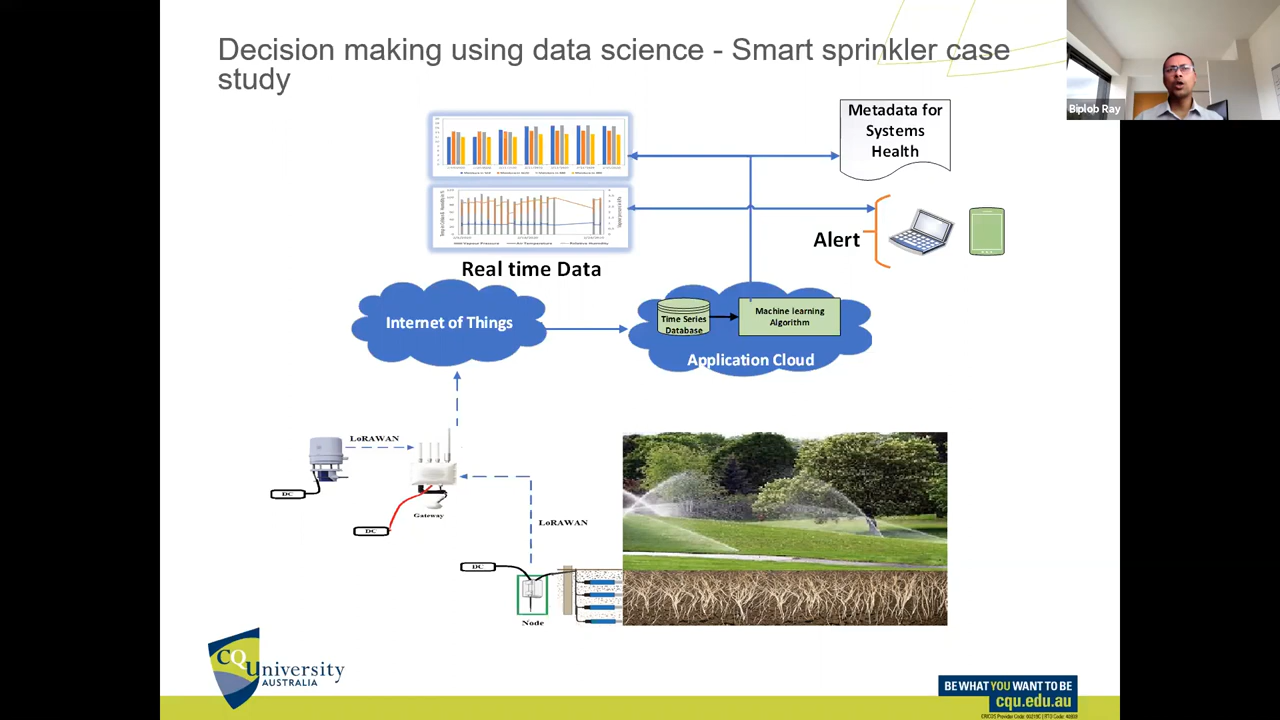 Decision making using data science - Smart sprinkler case
study
Biplob Ray
Metadata for
Systems
Health
Alert
Real time Data
Internet of Things
Time Series
Database
Machine learning
Algorithm
Application Cloud
LoRAWAN
DC
Gateway
DC
LoRAWAN
DC
Node
CQUniversity
AUSTRALIA
BE WHAT YOU WANT TO BE
cqu.edu.au